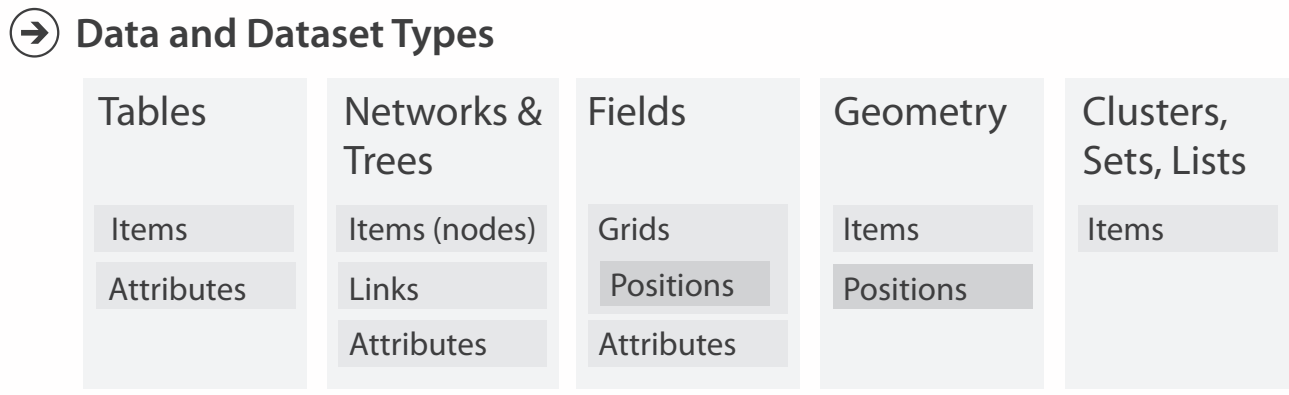 Data and Dataset Types
Tables
Items
Attributes
Networks &
Trees
Items (nodes)
Links
Attributes
Fields
Grids
Positions
Attributes
Geometry
Items
Positions
Clusters,
Sets, Lists
Items